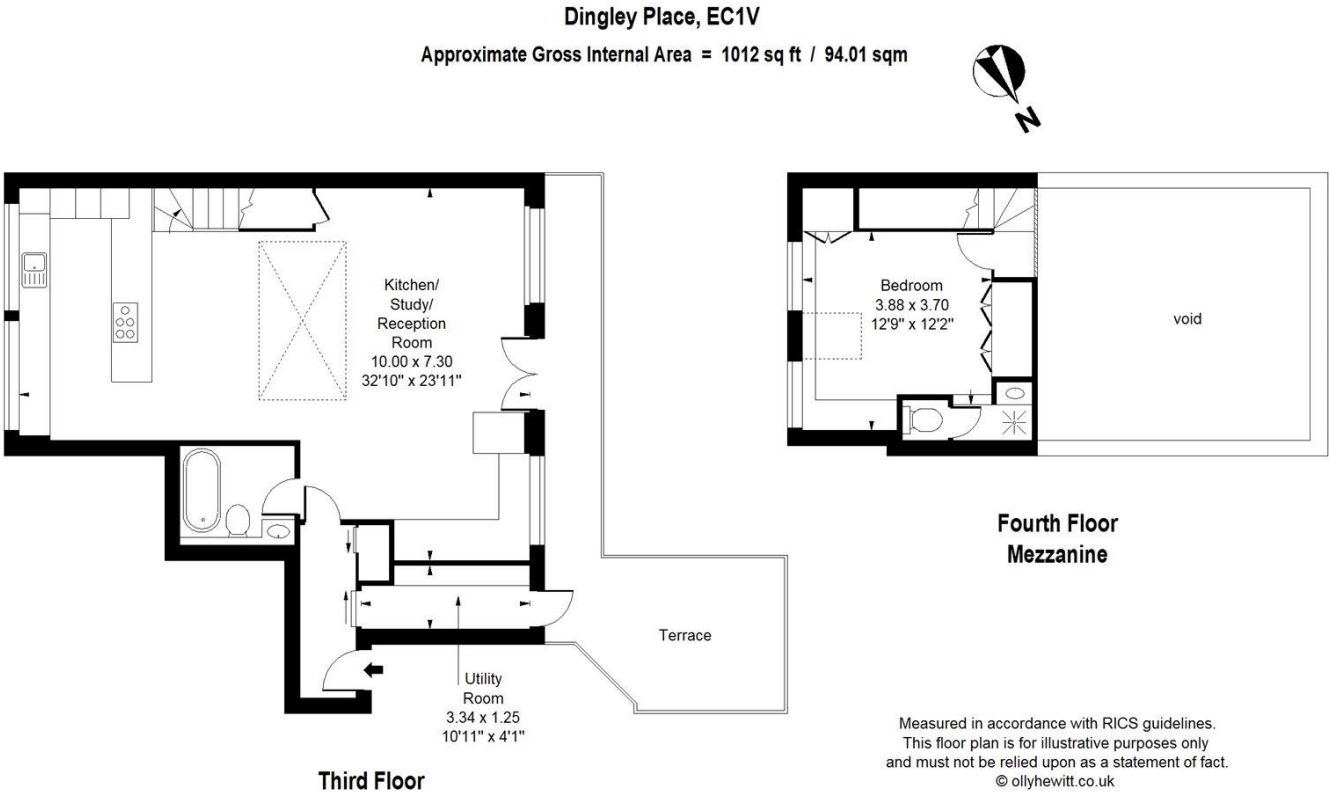 Dingley Place, EC1V
Approximate Gross Internal Area = 1012 sq ft / 94.01 sqm
N
Kitchen/
Study/
Reception
Room
10.00 x 7.30
32'10" x 23'11"
Utility
Room
3.34 x 1.25
10'11" x 4'1"
Terrace
Third Floor
Bedroom
3.88 x 3.70
12'9" x 12'2"
void
Fourth Floor
Mezzanine
Measured in accordance with RICS guidelines.
This floor plan is for illustrative purposes only
and must not be relied upon as a statement of fact.
© ollyhewitt.co.uk